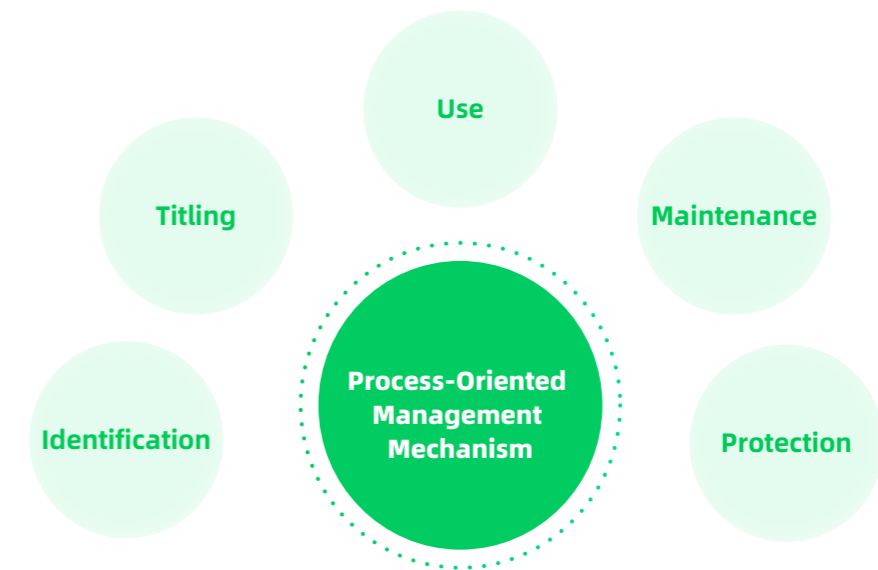 Use
Titling
Maintenance
Process-Oriented
Management
Mechanism
Identification
Protection